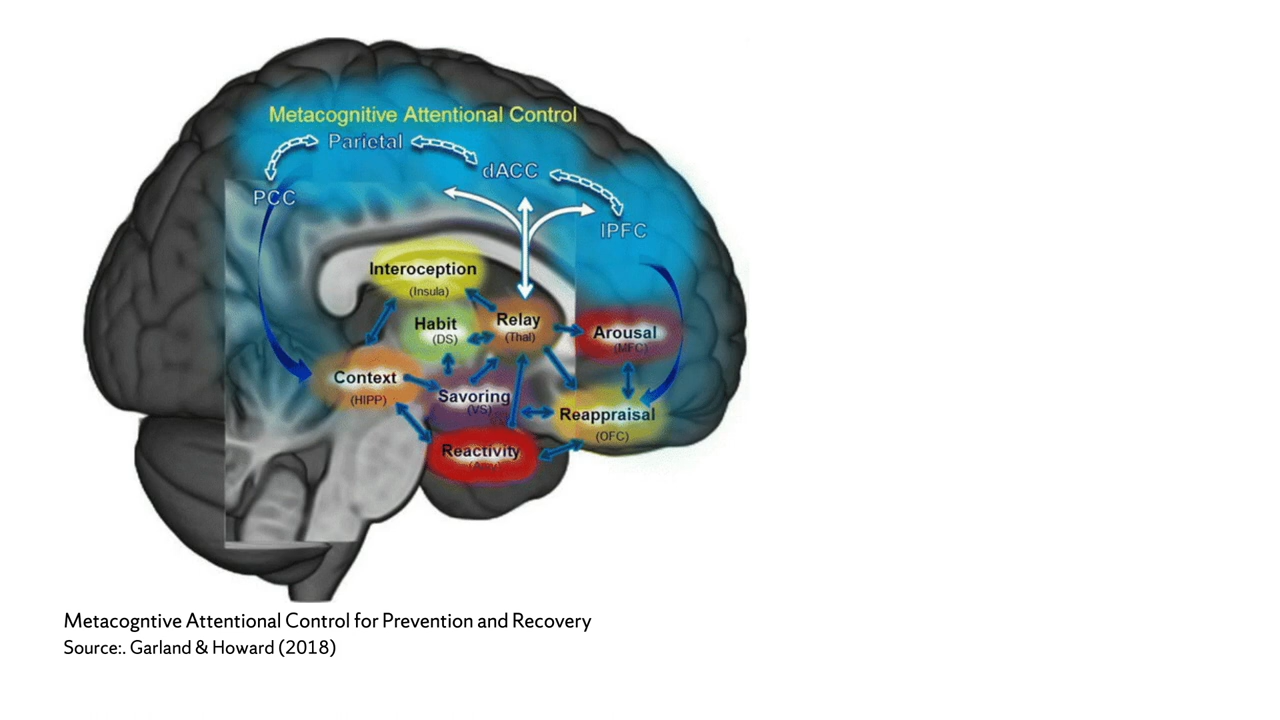 Metacognitive Attentional Control
Parietal
dACC
PCC
lPFC
Interoception
(Insula)
Habit
(DS)
Relay
(Thal)
Arousal
(MFC)
Context
(HIPP)
Savoring
(VS)
Reappraisal
(OFC)
Reactivity
(Amy)
Metacogntive Attentional Control for Prevention and Recovery
Source:. Garland & Howard (2018)